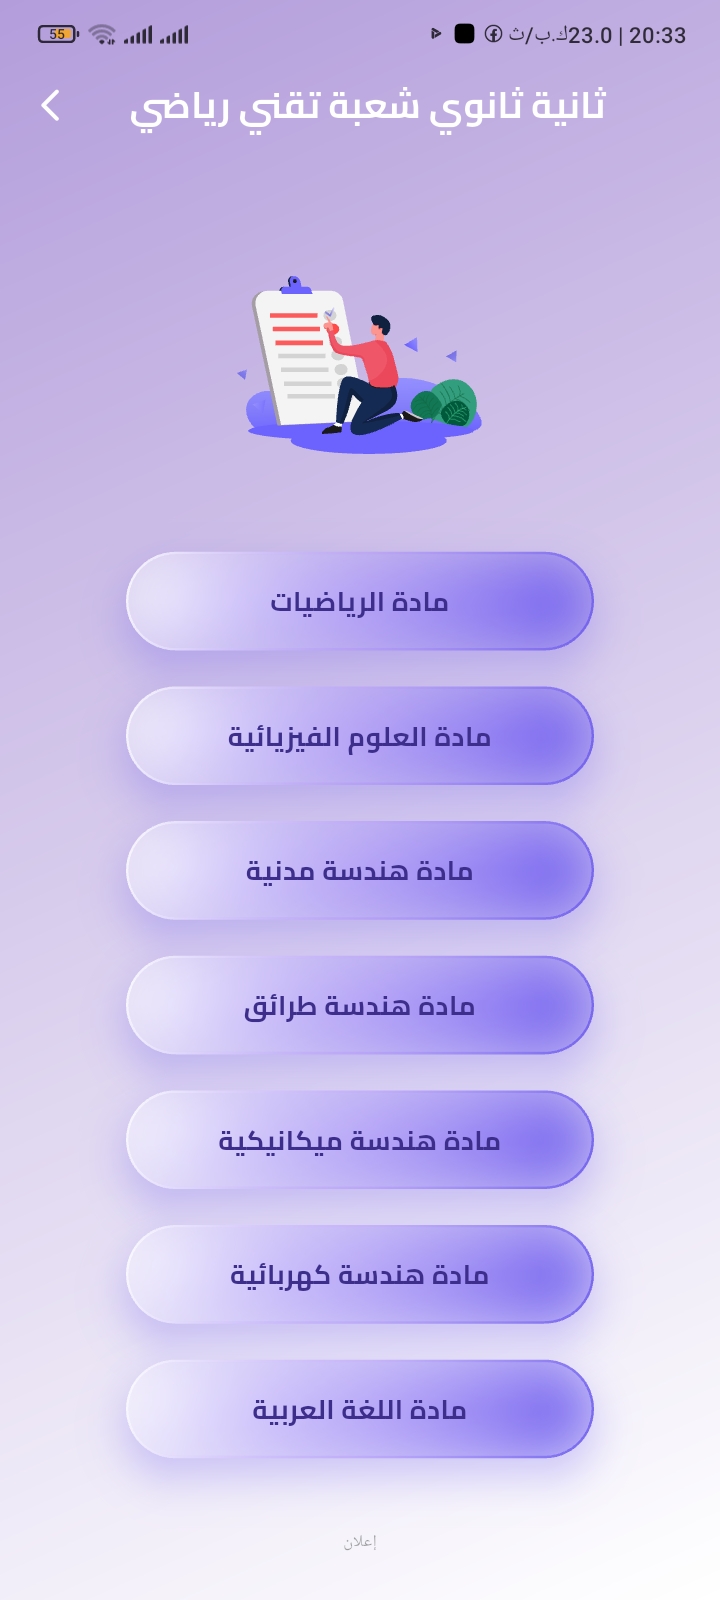 20:33 | 23.0ك.ب/ث
55
ثانية ثانوي شعبة تقني رياضي
مادة الرياضيات
مادة العلوم الفيزيائية
مادة هندسة مدنية
مادة هندسة طرائق
مادة هندسة ميكانيكية
مادة هندسة كهربائية
مادة اللغة العربية
إعلان